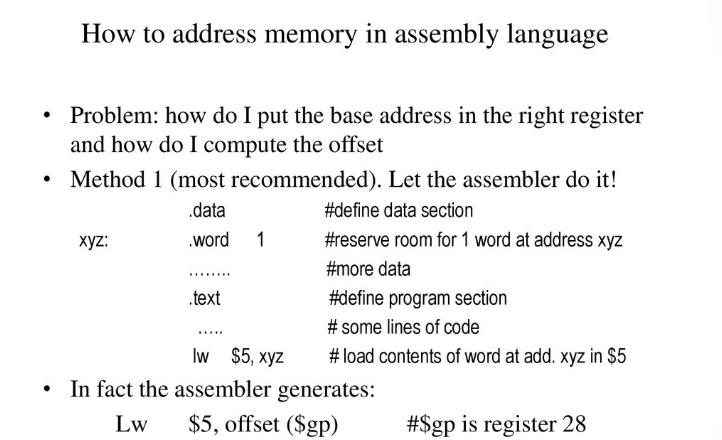 How to address memory in assembly language
• Problem: how do I put the base address in the right register
and how do I compute the offset
• Method 1 (most recommended). Let the assembler do it!
.data #define data section
xyz: .word 1 #reserve room for 1 word at address xyz
........ #more data
.text #define program section
..... # some lines of code
lw $5, xyz # load contents of word at add. xyz in $5
• In fact the assembler generates:
Lw $5, offset ($gp) #$gp is register 28